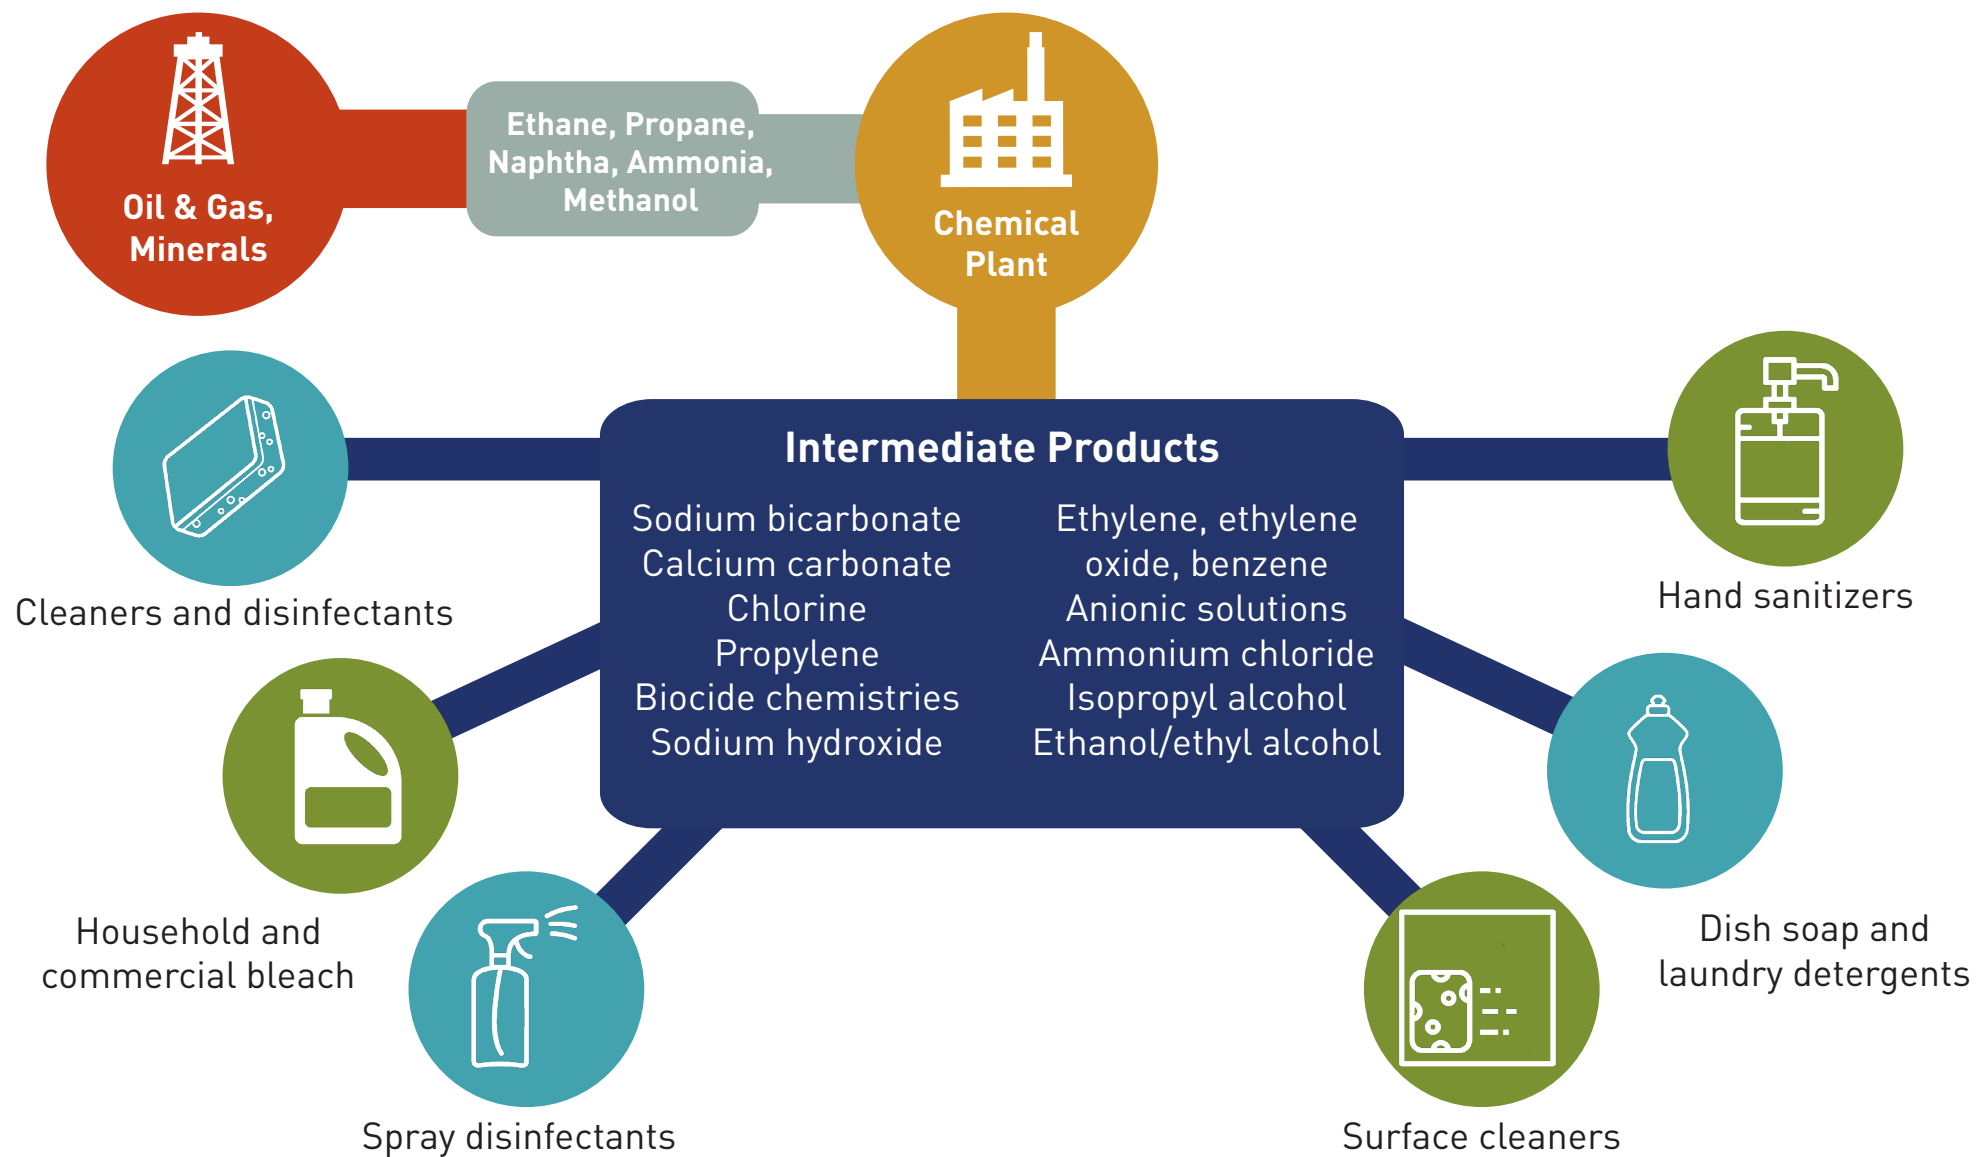 Oil & Gas,
Minerals
Ethane, Propane,
Naphtha, Ammonia,
Methanol
Chemical
Plant
Intermediate Products
Sodium bicarbonate
Calcium carbonate
Chlorine
Propylene
Biocide chemistries
Sodium hydroxide
Ethylene, ethylene
oxide, benzene
Anionic solutions
Ammonium chloride
Isopropyl alcohol
Ethanol/ethyl alcohol
Cleaners and disinfectants
Household and
commercial bleach
Spray disinfectants
Hand sanitizers
Dish soap and
laundry detergents
Surface cleaners